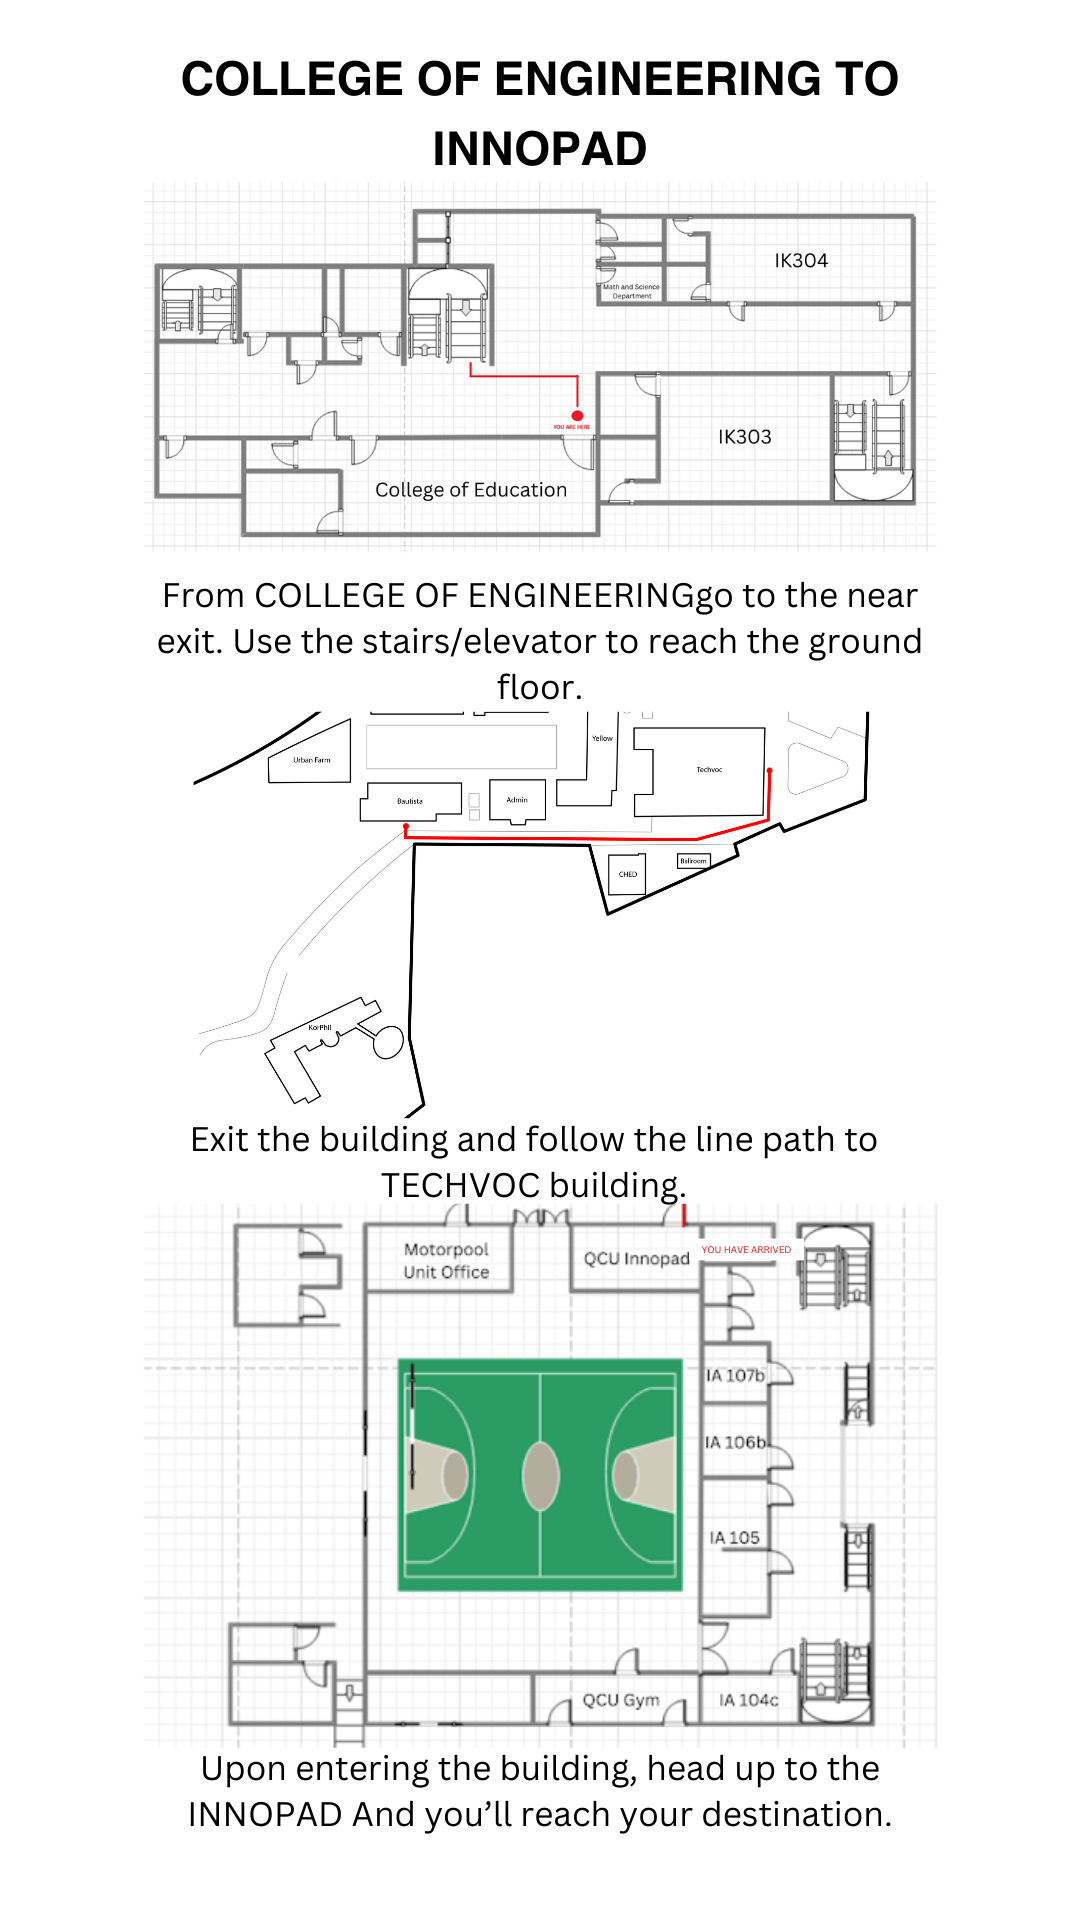 COLLEGE OF ENGINEERING TO
INNOPAD
IK304
Math and Science
Department
YOU ARE HERE
IK303
College of Education
From COLLEGE OF ENGINEERINGgo to the near
exit. Use the stairs/elevator to reach the ground
floor.
Yellow
Urban Farm
Techvoc
Bautista
Admin
CHED
Ballroom
KorPhil
Exit the building and follow the line path to
TECHVOC building.
Motorpool
Unit Office
QCU Innopad
YOU HAVE ARRIVED
IA 107b
IA 106b
IA 105
QCU Gym
IA 104c
Upon entering the building, head up to the
INNOPAD And you’ll reach your destination.